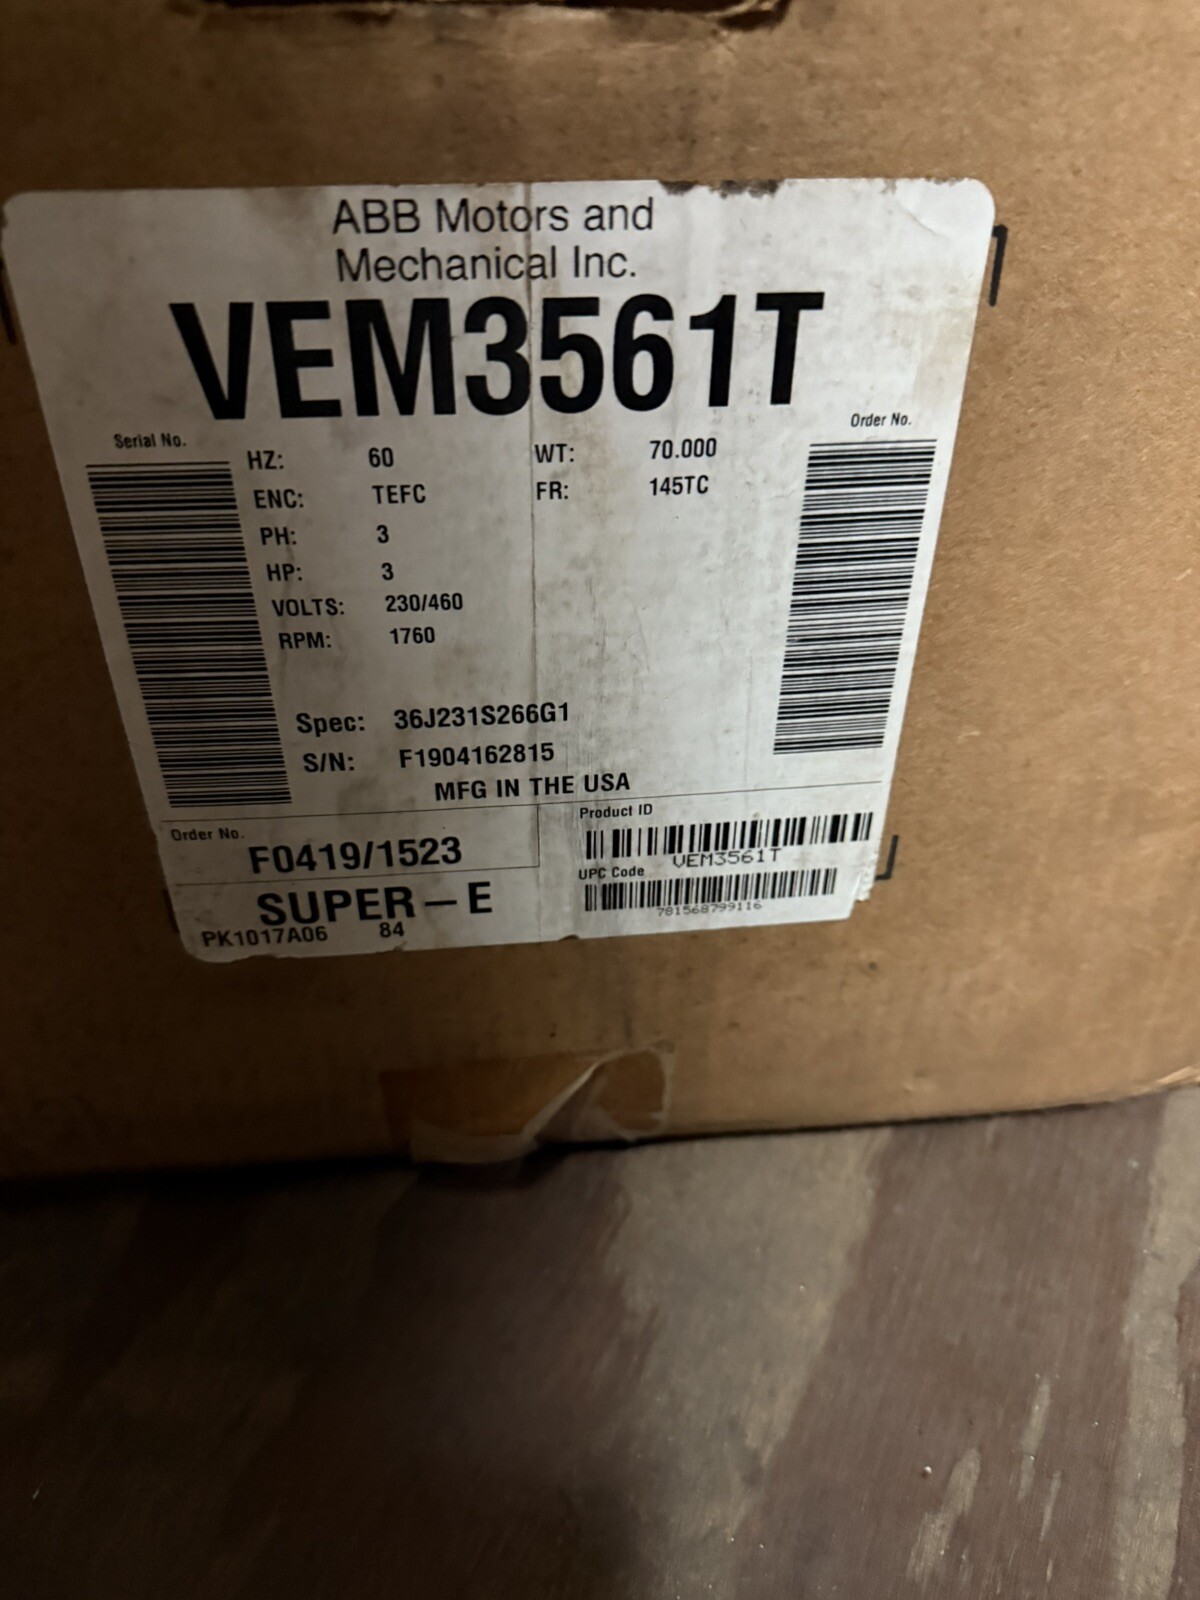 ABB Motors and
Mechanical Inc.
VEM3561T
Serial No.
Order No.
HZ: 60 WT: 70.000
ENC: TEFC FR: 145TC
PH: 3
HP: 3
VOLTS: 230/460
RPM: 1760
Spec: 36J231S266G1
S/N: F1904162815
MFG IN THE USA
Order No.
F0419/1523
Product ID
VEM3561T
UPC Code
781568799116
SUPER-E
PK1017A06 84